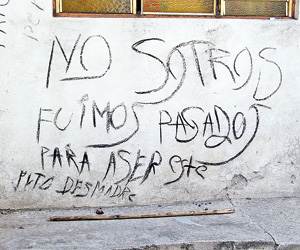 NO SOTROS
FUIMOS PASADOS
PARA ASER este
PUTO DESMADRE